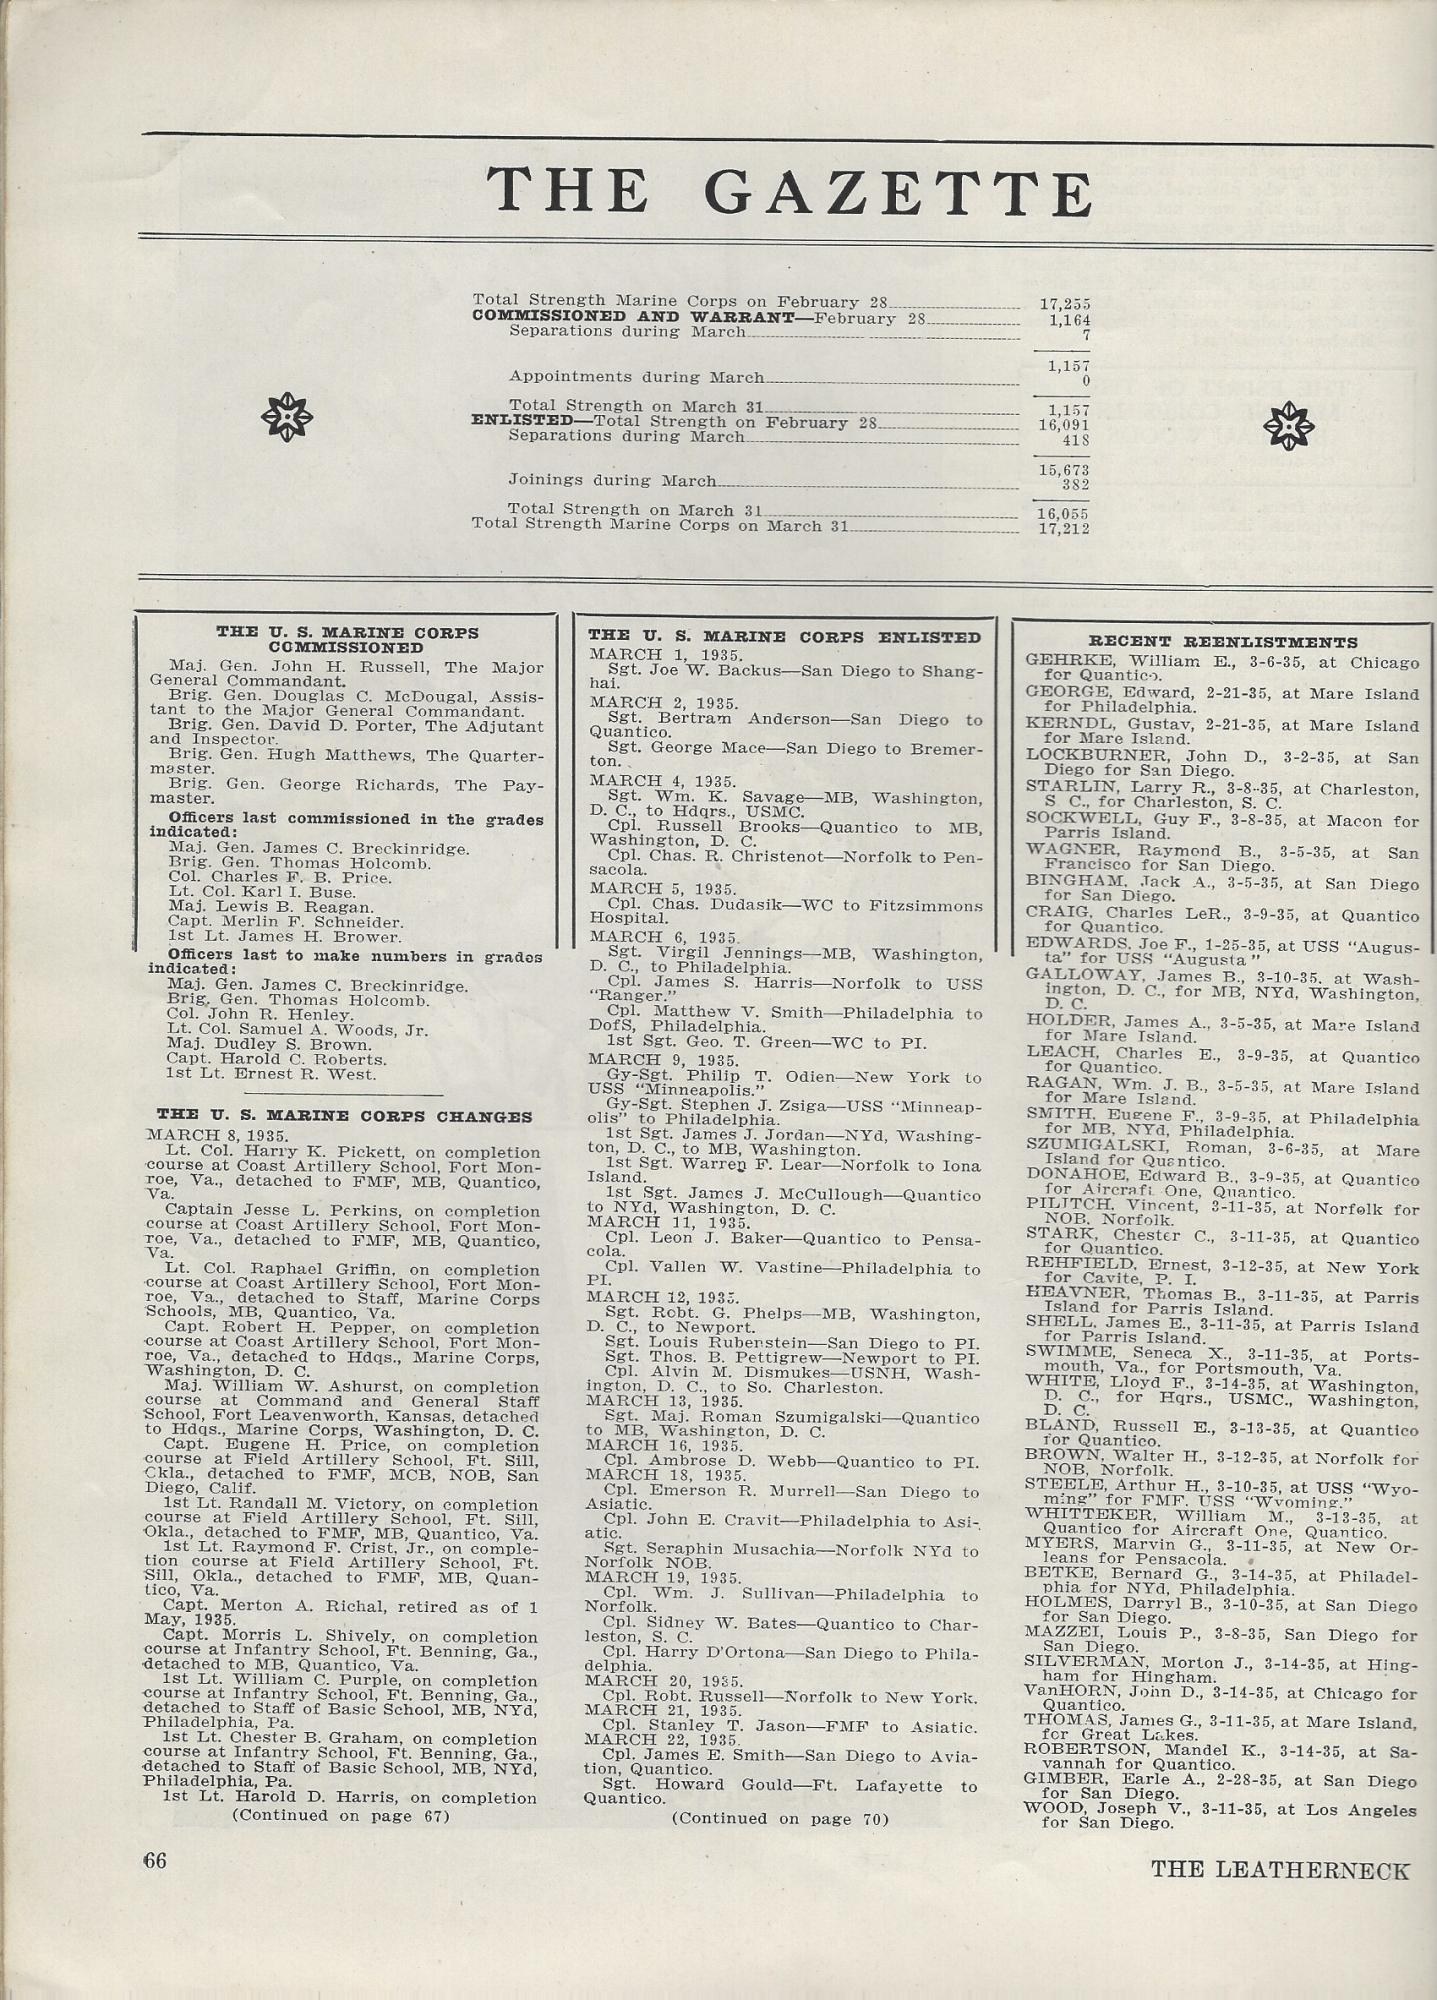 THE GAZETTE
Total Strength Marine Corps on February 28 17,255
COMMISSIONED AND WARRANT—February 28 1,164
Separations during March 7
1,157
Appointments during March 0
Total Strength on March 31 1,157
ENLISTED—Total Strength on February 28 16,091
Separations during March 418
15,673
Joinings during March 382
Total Strength on March 31 16,055
Total Strength Marine Corps on March 31 17,212
THE U. S. MARINE CORPS
COMMISSIONED
Maj. Gen. John H. Russell, The Major
General Commandant.
Brig. Gen. Douglas C. McDougal, Assis-
tant to the Major General Commandant.
Brig. Gen. David D. Porter, The Adjutant
and Inspector.
Brig. Gen. Hugh Matthews, The Quarter-
master.
Brig. Gen. George Richards, The Pay-
master.
Officers last commissioned in the grades
indicated:
Maj. Gen. James C. Breckinridge.
Brig. Gen. Thomas Holcomb.
Col. Charles F. B. Price.
Lt. Col. Karl I. Buse.
Maj. Lewis B. Reagan.
Capt. Merlin F. Schneider.
1st Lt. James H. Brower.
Officers last to make numbers in grades
indicated:
Maj. Gen. James C. Breckinridge.
Brig. Gen. Thomas Holcomb.
Col. John R. Henley.
Lt. Col. Samuel A. Woods, Jr.
Maj. Dudley S. Brown.
Capt. Harold C. Roberts.
1st Lt. Ernest R. West.
THE U. S. MARINE CORPS CHANGES
MARCH 8, 1935.
Lt. Col. Harry K. Pickett, on completion
course at Coast Artillery School, Fort Mon-
roe, Va., detached to FMF, MB, Quantico,
Va.
Captain Jesse L. Perkins, on completion
course at Coast Artillery School, Fort Mon-
roe, Va., detached to FMF, MB, Quantico,
Va.
Lt. Col. Raphael Griffin, on completion
course at Coast Artillery School, Fort Mon-
roe, Va., detached to Staff, Marine Corps
Schools, MB, Quantico, Va.
Capt. Robert H. Pepper, on completion
course at Coast Artillery School, Fort Mon-
roe, Va., detached to Hdqs., Marine Corps,
Washington, D. C.
Maj. William W. Ashurst, on completion
course at Command and General Staff
School, Fort Leavenworth, Kansas, detached
to Hdqs., Marine Corps, Washington, D. C.
Capt. Eugene H. Price, on completion
course at Field Artillery School, Ft. Sill,
Okla., detached to FMF, MCB, NOB, San
Diego, Calif.
1st Lt. Randall M. Victory, on completion
course at Field Artillery School, Ft. Sill,
Okla., detached to FMF, MB, Quantico, Va.
1st Lt. Raymond F. Crist, Jr., on comple-
tion course at Field Artillery School, Ft.
Sill, Okla., detached to FMF, MB, Quan-
tico, Va.
Capt. Merton A. Richal, retired as of 1
May, 1935.
Capt. Morris L. Shively, on completion
course at Infantry School, Ft. Benning, Ga.,
detached to MB, Quantico, Va.
1st Lt. William C. Purple, on completion
course at Infantry School, Ft. Benning, Ga.,
detached to Staff of Basic School, MB, NYd,
Philadelphia, Pa.
1st Lt. Chester B. Graham, on completion
course at Infantry School, Ft. Benning, Ga.,
detached to Staff of Basic School, MB, NYd,
Philadelphia, Pa.
1st Lt. Harold D. Harris, on completion
(Continued on page 67)
THE U. S. MARINE CORPS ENLISTED
MARCH 1, 1935.
Sgt. Joe W. Backus—San Diego to Shang-
hai.
MARCH 2, 1935.
Sgt. Bertram Anderson—San Diego to
Quantico.
Sgt. George Mace—San Diego to Bremer-
ton.
MARCH 4, 1935.
Sgt. Wm. K. Savage—MB, Washington,
D. C., to Hdqrs., USMC.
Cpl. Russell Brooks—Quantico to MB,
Washington, D. C.
Cpl. Chas. R. Christenot—Norfolk to Pen-
sacola.
MARCH 5, 1935.
Cpl. Chas. Dudasik—WC to Fitzsimmons
Hospital.
MARCH 6, 1935.
Sgt. Virgil Jennings—MB, Washington,
D. C., to Philadelphia.
Cpl. James S. Harris—Norfolk to USS
"Ranger."
Cpl. Matthew V. Smith—Philadelphia to
DofS, Philadelphia.
1st Sgt. Geo. T. Green—WC to PI.
MARCH 9, 1935.
Gy-Sgt. Philip T. Odien—New York to
USS "Minneapolis."
Gy-Sgt. Stephen J. Zsiga—USS "Minneap-
olis" to Philadelphia.
1st Sgt. James J. Jordan—NYd, Washing-
ton, D. C., to MB, Washington.
1st Sgt. Warren F. Lear—Norfolk to Iona
Island.
1st Sgt. James J. McCullough—Quantico
to NYd, Washington, D. C.
MARCH 11, 1935.
Cpl. Leon J. Baker—Quantico to Pensa-
cola.
Cpl. Vallen W. Vastine—Philadelphia to
PI.
MARCH 12, 1935.
Sgt. Robt. G. Phelps—MB, Washington,
D. C., to Newport.
Sgt. Louis Rubenstein—San Diego to PI.
Sgt. Thos. B. Pettigrew—Newport to PI.
Cpl. Alvin M. Dismukes—USNH, Wash-
ington, D. C., to So. Charleston.
MARCH 13, 1935.
Sgt. Maj. Roman Szumigalski—Quantico
to MB, Washington, D. C.
MARCH 16, 1935.
Cpl. Ambrose D. Webb—Quantico to PI.
MARCH 18, 1935.
Cpl. Emerson R. Murrell—San Diego to
Asiatic.
Cpl. John E. Cravit—Philadelphia to Asi-
atic.
Sgt. Seraphin Musachia—Norfolk NYd to
Norfolk NOB.
MARCH 19, 1935.
Cpl. Wm. J. Sullivan—Philadelphia to
Norfolk.
Cpl. Sidney W. Bates—Quantico to Char-
leston, S. C.
Cpl. Harry D'Ortona—San Diego to Phila-
delphia.
MARCH 20, 1935.
Cpl. Robt. Russell—Norfolk to New York.
MARCH 21, 1935.
Cpl. Stanley T. Jason—FMF to Asiatic.
MARCH 22, 1935.
Cpl. James E. Smith—San Diego to Avia-
tion, Quantico.
Sgt. Howard Gould—Ft. Lafayette to
Quantico.
(Continued on page 70)
RECENT REENLISTMENTS
GEHRKE, William E., 3-6-35, at Chicago
for Quantico.
GEORGE, Edward, 2-21-35, at Mare Island
for Philadelphia.
KERNDL, Gustav, 2-21-35, at Mare Island
for Mare Island.
LOCKBURNER, John D., 3-2-35, at San
Diego for San Diego.
STARLIN, Larry R., 3-8-35, at Charleston,
S C., for Charleston, S. C.
SOCKWELL, Guy F., 3-8-35, at Macon for
Parris Island.
WAGNER, Raymond B., 3-5-35, at San
Francisco for San Diego.
BINGHAM, Jack A., 3-5-35, at San Diego
for San Diego.
CRAIG, Charles LeR., 3-9-35, at Quantico
for Quantico.
EDWARDS, Joe F., 1-25-35, at USS "Augus-
ta" for USS "Augusta"
GALLOWAY, James B., 3-10-35, at Wash-
ington, D. C., for MB, NYd, Washington,
D. C.
HOLDER, James A., 3-5-35, at Mare Island
for Mare Island.
LEACH, Charles E., 3-9-35, at Quantico
for Quantico.
RAGAN, Wm. J. B., 3-5-35, at Mare Island
for Mare Island.
SMITH, Eugene F., 3-9-35, at Philadelphia
for MB, NYd, Philadelphia.
SZUMIGALSKI, Roman, 3-6-35, at Mare
Island for Quantico.
DONAHOE, Edward B., 3-9-35, at Quantico
for Aircraft One, Quantico.
PILITCH, Vincent, 3-11-35, at Norfolk for
NOB, Norfolk.
STARK, Chester C., 3-11-35, at Quantico
for Quantico.
REHFIELD, Ernest, 3-12-35, at New York
for Cavite, P. I.
HEAVNER, Thomas B., 3-11-35, at Parris
Island for Parris Island.
SHELL, James E., 3-11-35, at Parris Island
for Parris Island.
SWIMME, Seneca X., 3-11-35, at Ports-
mouth, Va., for Portsmouth, Va.
WHITE, Lloyd F., 3-14-35, at Washington,
D. C., for Hqrs., USMC., Washington,
D. C.
BLAND, Russell E., 3-13-35, at Quantico
for Quantico.
BROWN, Walter H., 3-12-35, at Norfolk for
NOB, Norfolk.
STEELE, Arthur H., 3-10-35, at USS "Wyo-
ming" for FMF, USS "Wyoming."
WHITTEKER, William M., 3-13-35, at
Quantico for Aircraft One, Quantico.
MYERS, Marvin G., 3-11-35, at New Or-
leans for Pensacola.
BETKE, Bernard G., 3-14-35, at Philadel-
phia for NYd, Philadelphia.
HOLMES, Darryl B., 3-10-35, at San Diego
for San Diego.
MAZZEI, Louis P., 3-8-35, San Diego for
San Diego.
SILVERMAN, Morton J., 3-14-35, at Hing-
ham for Hingham.
VanHORN, John D., 3-14-35, at Chicago for
Quantico.
THOMAS, James G., 3-11-35, at Mare Island,
for Great Lakes.
ROBERTSON, Mandel K., 3-14-35, at Sa-
vannah for Quantico.
GIMBER, Earle A., 2-28-35, at San Diego
for San Diego.
WOOD, Joseph V., 3-11-35, at Los Angeles
for San Diego.
66
THE LEATHERNECK